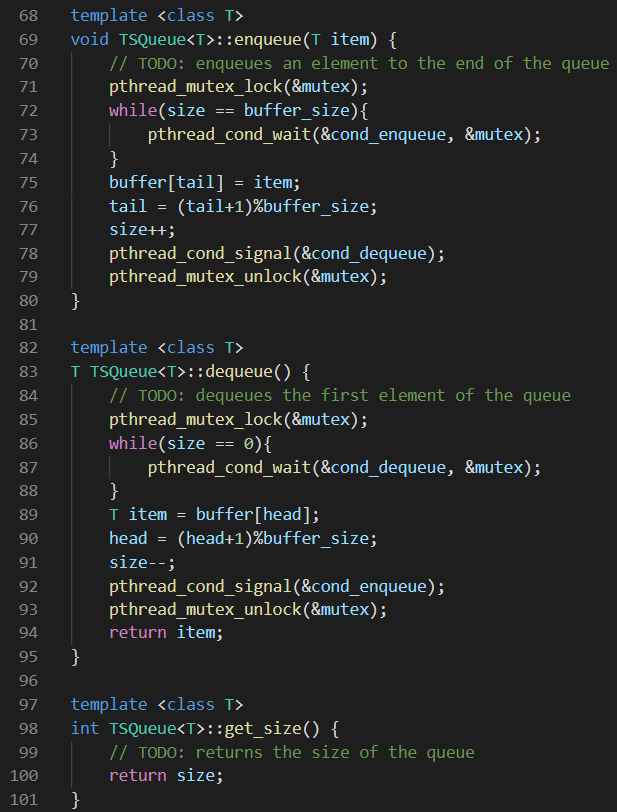 68 template <class T>
69 void TSQueue<T>::enqueue(T item) {
70     // TODO: enqueues an element to the end of the queue
71     pthread_mutex_lock(&mutex);
72     while(size == buffer_size){
73         pthread_cond_wait(&cond_enqueue, &mutex);
74     }
75     buffer[tail] = item;
76     tail = (tail+1)%buffer_size;
77     size++;
78     pthread_cond_signal(&cond_dequeue);
79     pthread_mutex_unlock(&mutex);
80 }
81
82 template <class T>
83 T TSQueue<T>::dequeue() {
84     // TODO: dequeues the first element of the queue
85     pthread_mutex_lock(&mutex);
86     while(size == 0){
87         pthread_cond_wait(&cond_dequeue, &mutex);
88     }
89     T item = buffer[head];
90     head = (head+1)%buffer_size;
91     size--;
92     pthread_cond_signal(&cond_enqueue);
93     pthread_mutex_unlock(&mutex);
94     return item;
95 }
96
97 template <class T>
98 int TSQueue<T>::get_size() {
99     // TODO: returns the size of the queue
100     return size;
101 }